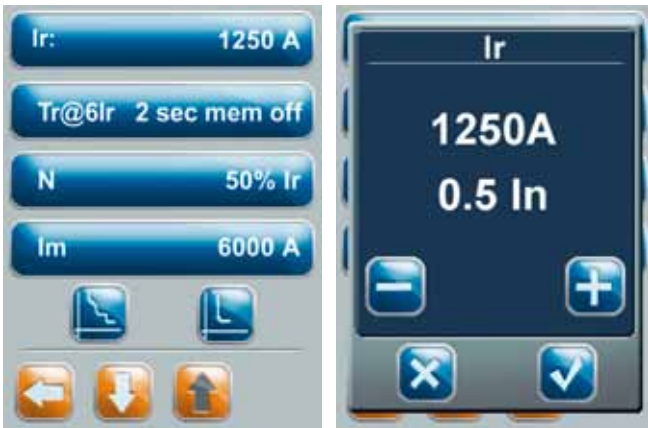 Ir: 1250 A
Tr@6Ir 2 sec mem off
N 50% Ir
Im 6000 A
Ir
1250A
0.5 In